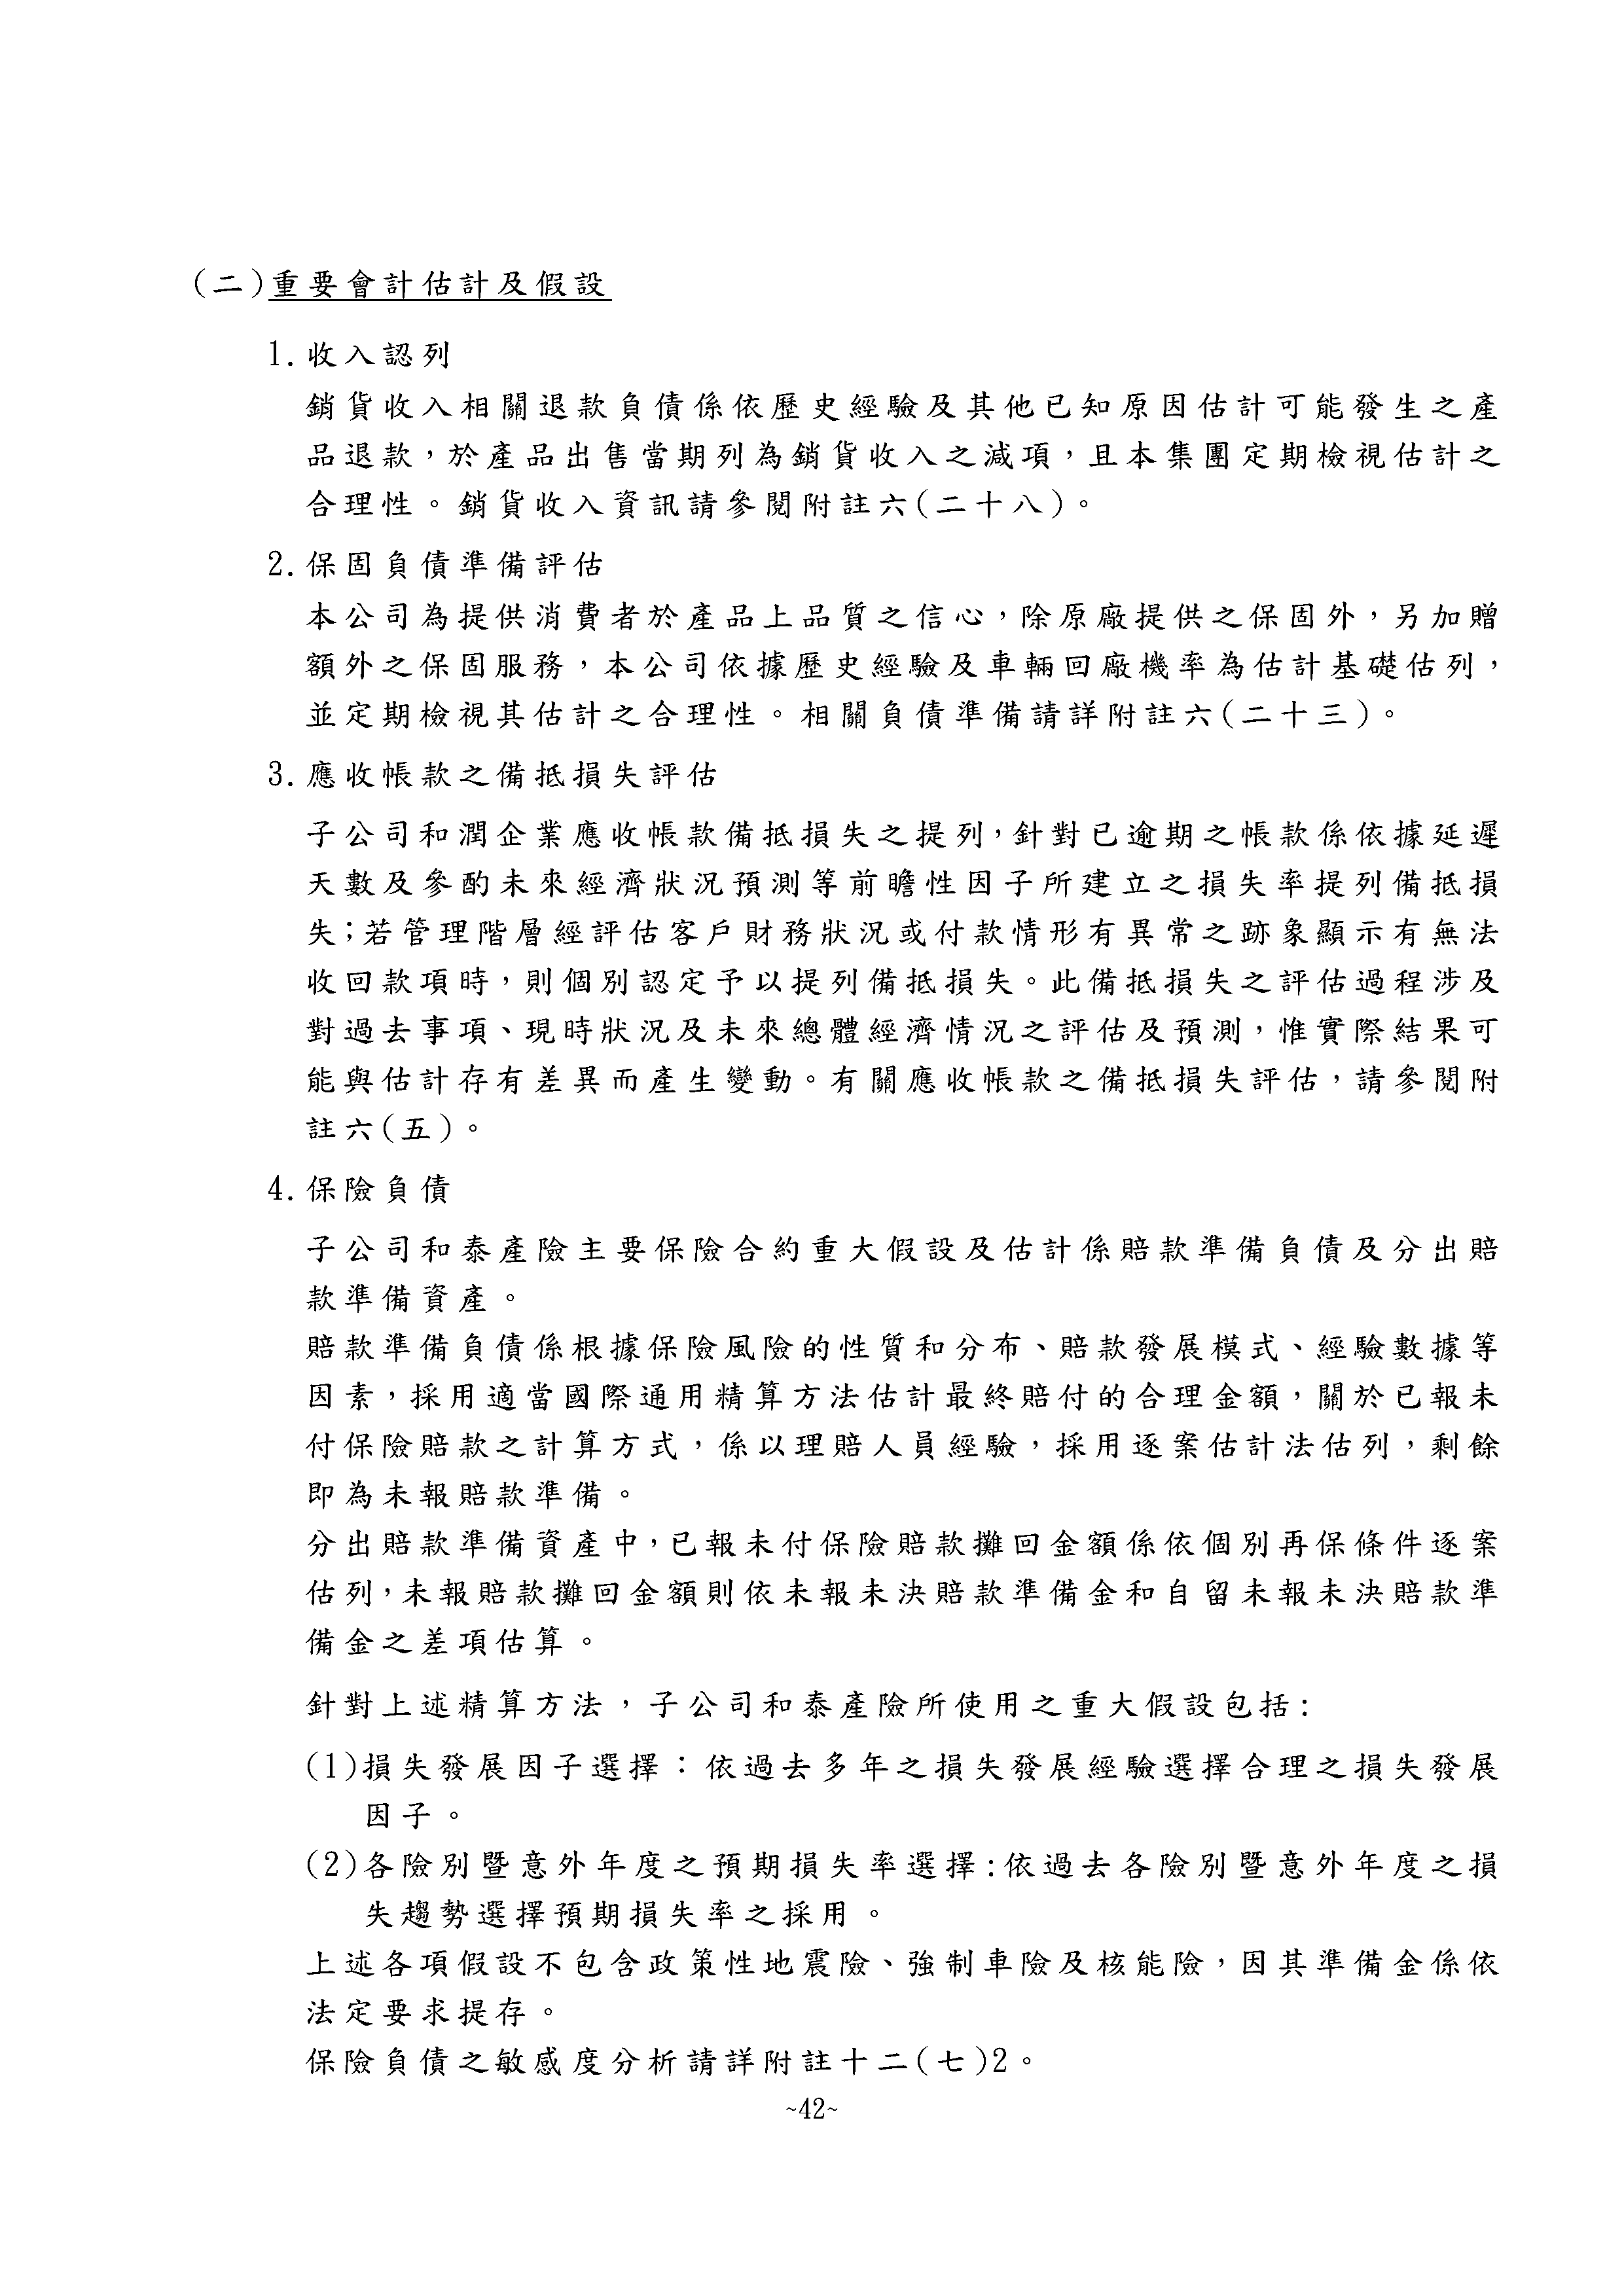 (二)重要會計估計及假設
1.收入認列
銷貨收入相關退款負債係依歷史經驗及其他已知原因估計可能發生之產
品退款，於產品出售當期列為銷貨收入之減項，且本集團定期檢視估計之
合理性。銷貨收入資訊請參閱附註六(二十八)。
2.保固負債準備評估
本公司為提供消費者於產品上品質之信心，除原廠提供之保固外，另加贈
額外之保固服務，本公司依據歷史經驗及車輛回廠機率為估計基礎估列，
並定期檢視其估計之合理性。相關負債準備請詳附註六(二十三)。
3.應收帳款之備抵損失評估
子公司和潤企業應收帳款備抵損失之提列，針對已逾期之帳款係依據延遲
天數及參酌未來經濟狀況預測等前瞻性因子所建立之損失率提列備抵損
失；若管理階層經評估客戶財務狀況或付款情形有異常之跡象顯示有無法
收回款項時，則個別認定予以提列備抵損失。此備抵損失之評估過程涉及
對過去事項、現時狀況及未來總體經濟情況之評估及預測，惟實際結果可
能與估計存有差異而產生變動。有關應收帳款之備抵損失評估，請參閱附
註六(五)。
4.保險負債
子公司和泰產險主要保險合約重大假設及估計係賠款準備負債及分出賠
款準備資產。
賠款準備負債係根據保險風險的性質和分布、賠款發展模式、經驗數據等
因素，採用適當國際通用精算方法估計最終賠付的合理金額，關於已報未
付保險賠款之計算方式，係以理賠人員經驗，採用逐案估計法估列，剩餘
即為未報賠款準備。
分出賠款準備資產中，已報未付保險賠款攤回金額係依個別再保條件逐案
估列，未報賠款攤回金額則依未報未決賠款準備金和自留未報未決賠款準
備金之差項估算。
針對上述精算方法，子公司和泰產險所使用之重大假設包括：
(1)損失發展因子選擇：依過去多年之損失發展經驗選擇合理之損失發展
因子。
(2)各險別暨意外年度之預期損失率選擇：依過去各險別暨意外年度之損
失趨勢選擇預期損失率之採用。
上述各項假設不包含政策性地震險、強制車險及核能險，因其準備金係依
法定要求提存。
保險負債之敏感度分析請詳附註十二(七)2。
~42~